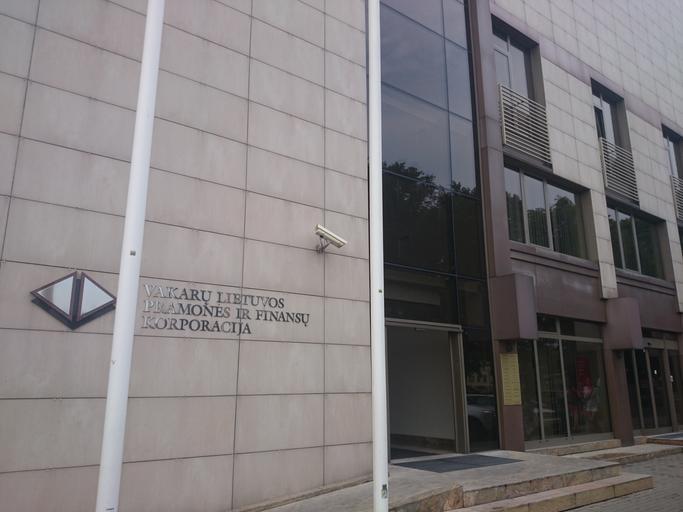 VAKARŲ LIETUVOS
PRAMONĖS IR FINANSŲ
KORPORACIJA